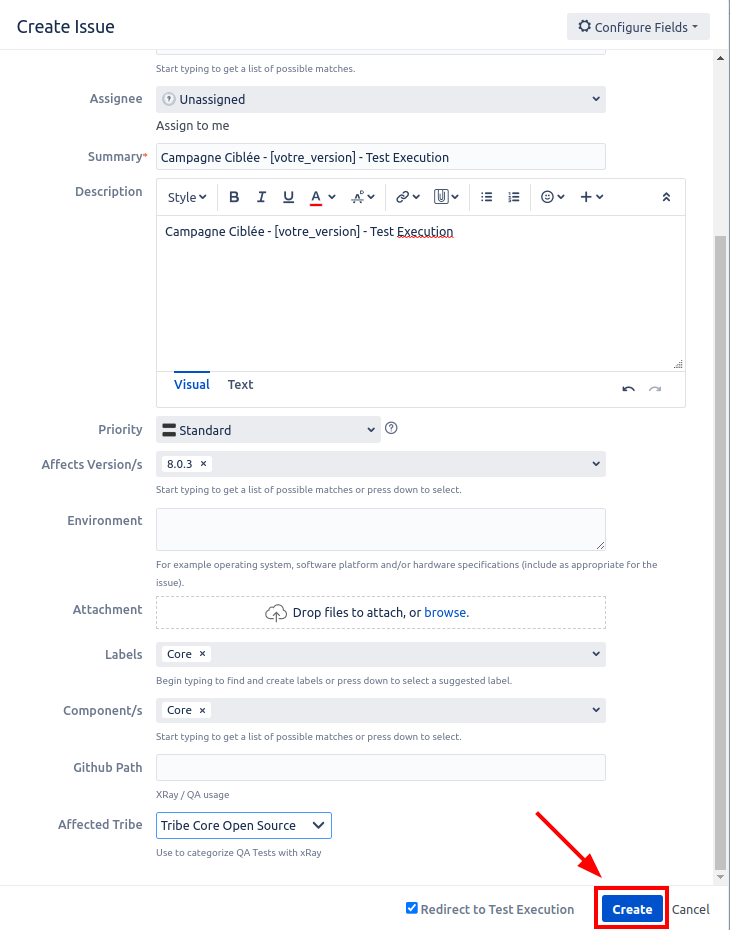 Create Issue
Configure Fields
Start typing to get a list of possible matches.
Assignee
Unassigned
Assign to me
Summary*
Campagne Ciblée - [votre_version] - Test Execution
Description
Style
B I U A
Campagne Ciblée - [votre_version] - Test Execution
Visual Text
Priority
Standard
Affects Version/s
8.0.3 ×
Start typing to get a list of possible matches or press down to select.
Environment
For example operating system, software platform and/or hardware specifications (include as appropriate for the
issue).
Attachment
Drop files to attach, or browse.
Labels
Core ×
Begin typing to find and create labels or press down to select a suggested label.
Component/s
Core ×
Start typing to get a list of possible matches or press down to select.
Github Path
XRay / QA usage
Affected Tribe
Tribe Core Open Source
Use to categorize QA Tests with xRay
Redirect to Test Execution
Create
Cancel